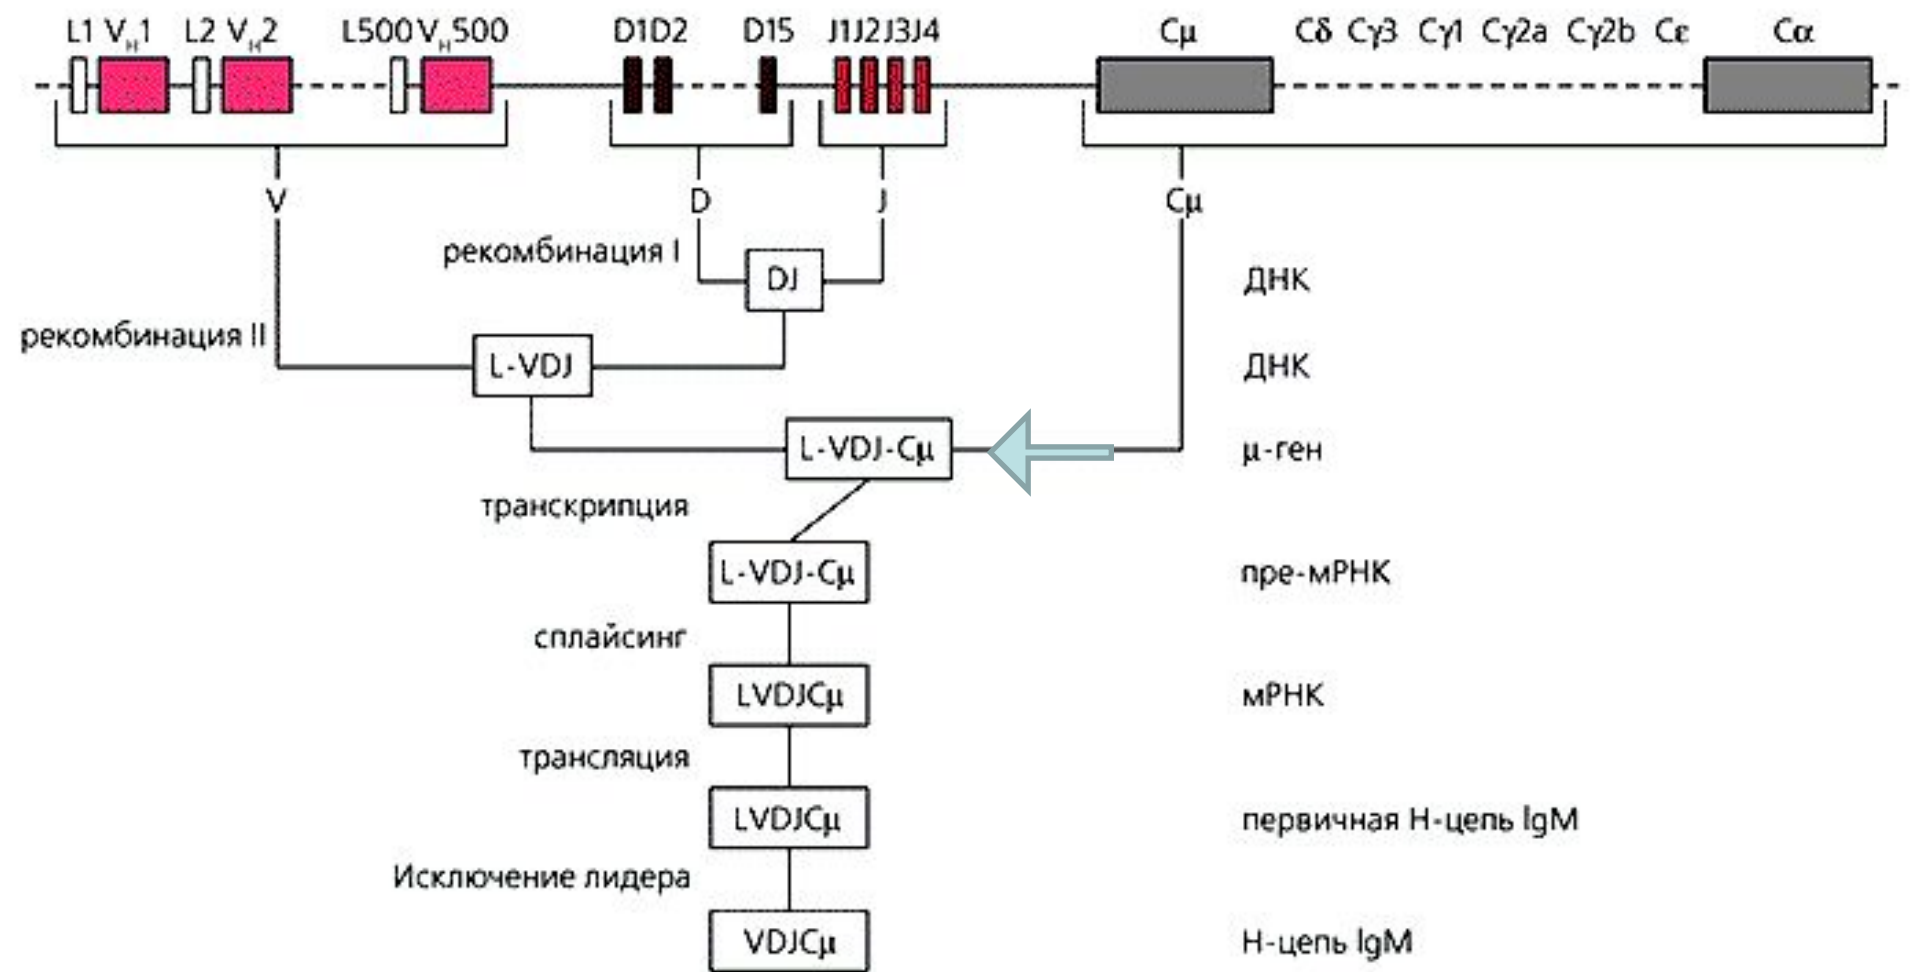 L1 VH1 L2 VH2 L500 VH500 D1D2 D15 J1J2J3J4 Cμ Cδ Cγ3 Cγ1 Cγ2a Cγ2b Cε Cα
V D J Cμ
рекомбинация I
DJ ДНК
рекомбинация II
L-VDJ ДНК
L-VDJ-Cμ μ-ген
транскрипция
L-VDJ-Cμ пре-мРНК
сплайсинг
LVDJCμ мРНК
трансляция
LVDJCμ первичная Н-цепь IgM
Исключение лидера
VDJCμ Н-цепь IgM